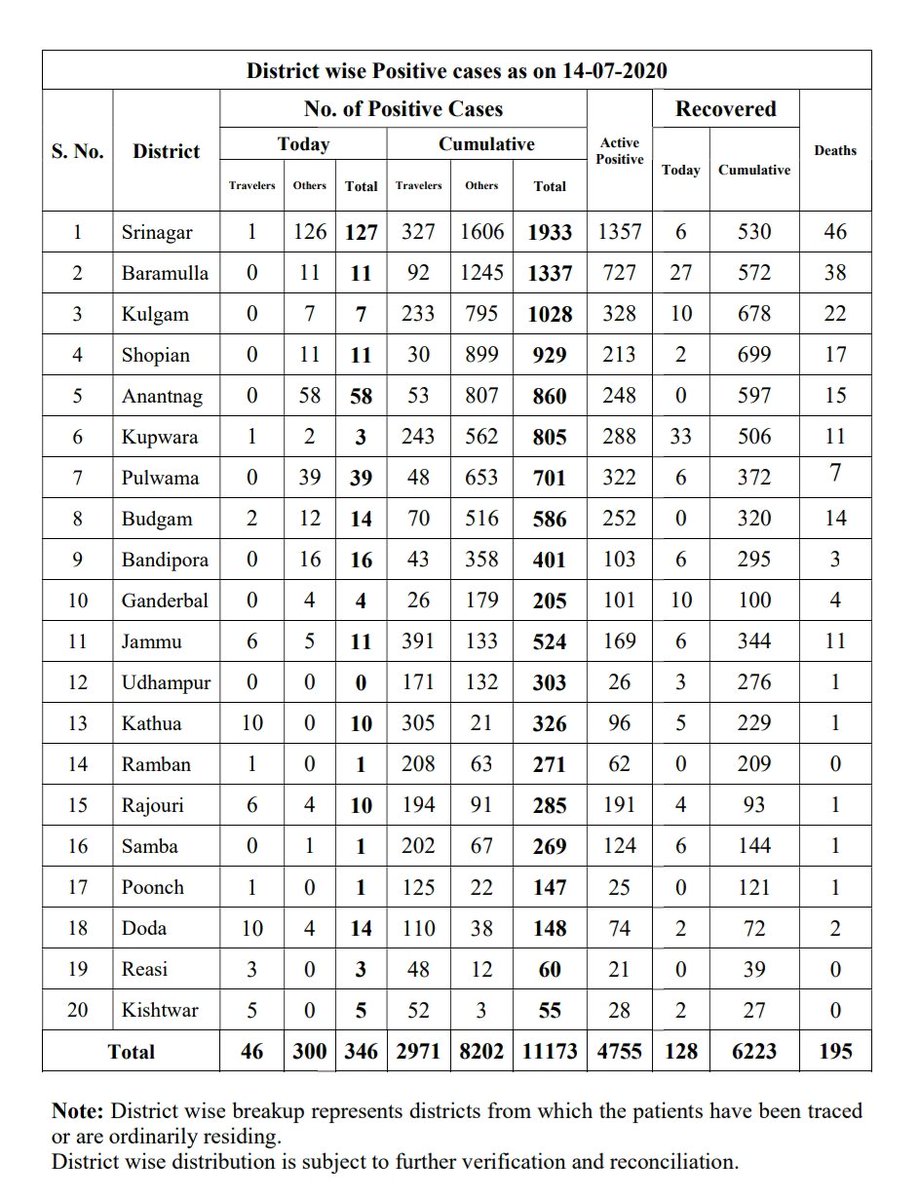 District wise Positive cases as on 14-07-2020
S. No. District No. of Positive Cases Active Positive Recovered Deaths
Today Cumulative Today Cumulative
Travelers Others Total Travelers Others Total
1 Srinagar 1 126 127 327 1606 1933 1357 6 530 46
2 Baramulla 0 11 11 92 1245 1337 727 27 572 38
3 Kulgam 0 7 7 233 795 1028 328 10 678 22
4 Shopian 0 11 11 30 899 929 213 2 699 17
5 Anantnag 0 58 58 53 807 860 248 0 597 15
6 Kupwara 1 2 3 243 562 805 288 33 506 11
7 Pulwama 0 39 39 48 653 701 322 6 372 7
8 Budgam 2 12 14 70 516 586 252 0 320 14
9 Bandipora 0 16 16 43 358 401 103 6 295 3
10 Ganderbal 0 4 4 26 179 205 101 10 100 4
11 Jammu 6 5 11 391 133 524 169 6 344 11
12 Udhampur 0 0 0 171 132 303 26 3 276 1
13 Kathua 10 0 10 305 21 326 96 5 229 1
14 Ramban 1 0 1 208 63 271 62 0 209 0
15 Rajouri 6 4 10 194 91 285 191 4 93 1
16 Samba 0 1 1 202 67 269 124 6 144 1
17 Poonch 1 0 1 125 22 147 25 0 121 1
18 Doda 10 4 14 110 38 148 74 2 72 2
19 Reasi 3 0 3 48 12 60 21 0 39 0
20 Kishtwar 5 0 5 52 3 55 28 2 27 0
Total 46 300 346 2971 8202 11173 4755 128 6223 195
Note: District wise breakup represents districts from which the patients have been traced
or are ordinarily residing.
District wise distribution is subject to further verification and reconciliation.